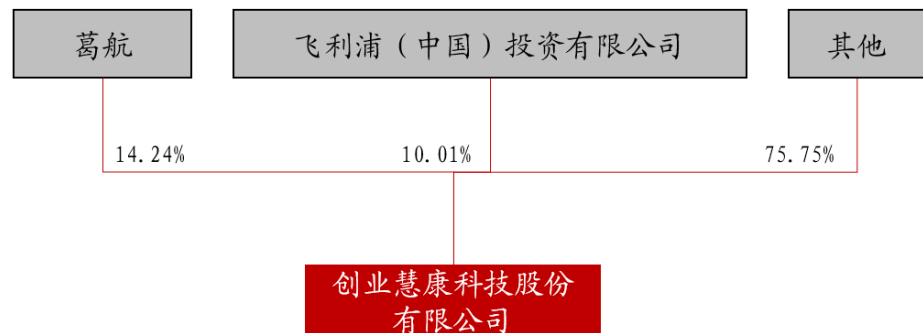 葛航
飞利浦（中国）投资有限公司
其他
14.24%
10.01%
75.75%
创业慧康科技股份
有限公司